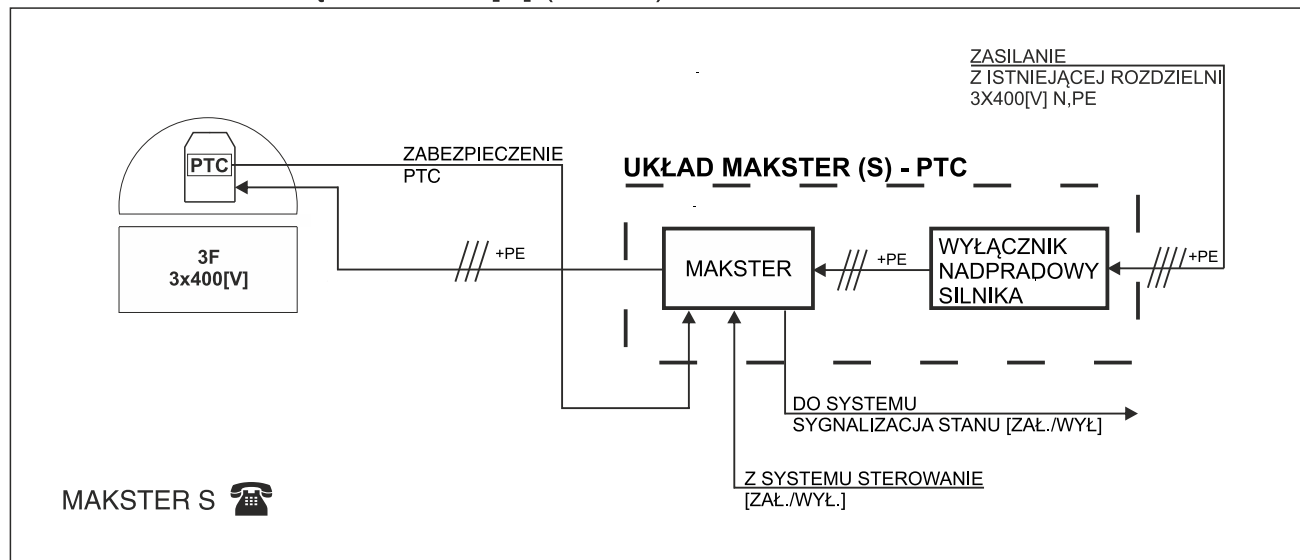 ZASILANIE
Z ISTNIEJĄCEJ ROZDZIELNI
3X400[V] N,PE
PTC
ZABEZPIECZENIE
PTC
UKŁAD MAKSTER (S) - PTC
3F
3x400[V]
+PE
MAKSTER
+PE
WYŁĄCZNIK
NADPRĄDOWY
SILNIKA
+PE
DO SYSTEMU
SYGNALIZACJA STANU [ZAŁ./WYŁ]
Z SYSTEMU STEROWANIE
[ZAŁ./WYŁ.]
MAKSTER S